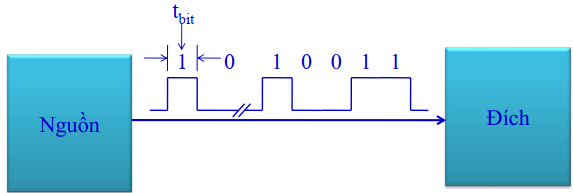 t_bit
1 0 1 0 0 1 1
Nguồn
Đích